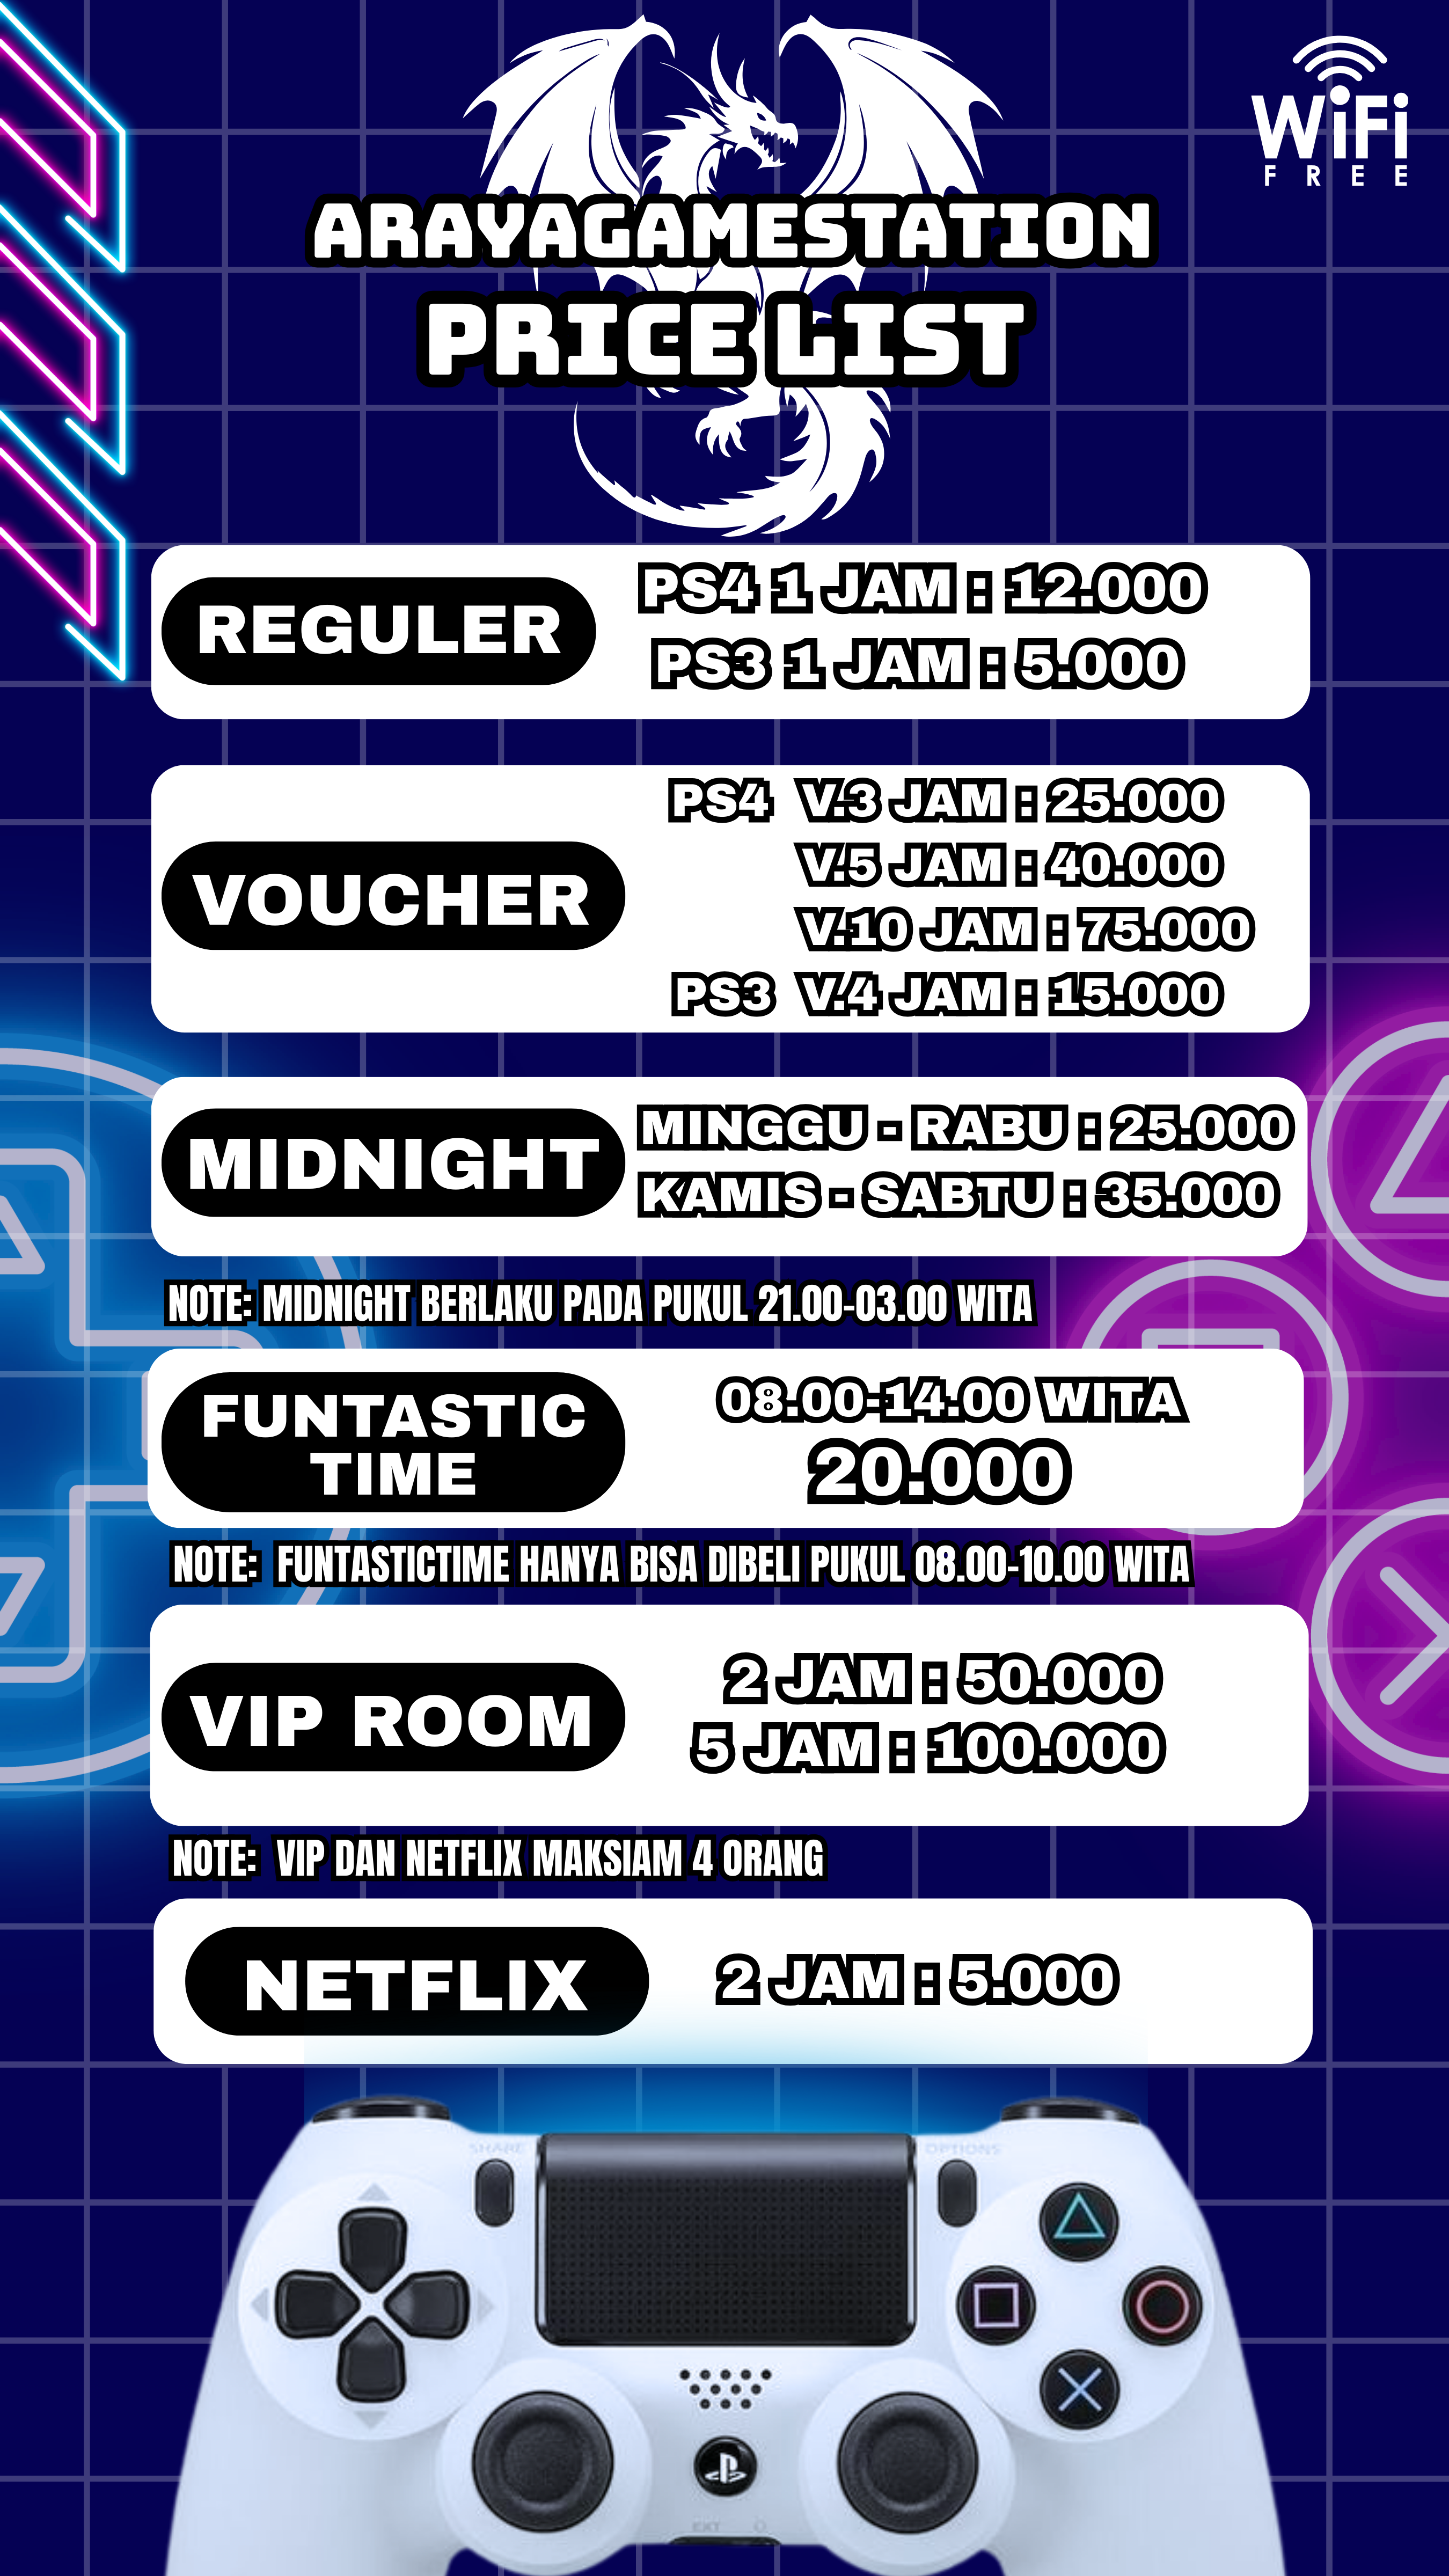 WiFi
FREE
ARAYAGAMESTATION
PRICE LIST
REGULER
PS4 1 JAM : 12.000
PS3 1 JAM : 5.000
VOUCHER
PS4 V.3 JAM : 25.000
V.5 JAM : 40.000
V.10 JAM : 75.000
PS3 V.4 JAM : 15.000
MIDNIGHT
MINGGU - RABU : 25.000
KAMIS - SABTU : 35.000
NOTE: MIDNIGHT BERLAKU PADA PUKUL 21.00-03.00 WITA
FUNTASTIC
TIME
08.00-14.00 WITA
20.000
NOTE: FUNTASTICTIME HANYA BISA DIBELI PUKUL 08.00-10.00 WITA
VIP ROOM
2 JAM : 50.000
5 JAM : 100.000
NOTE: VIP DAN NETFLIX MAKSIAM 4 ORANG
NETFLIX
2 JAM : 5.000
SHARE
OPTIONS
EXT